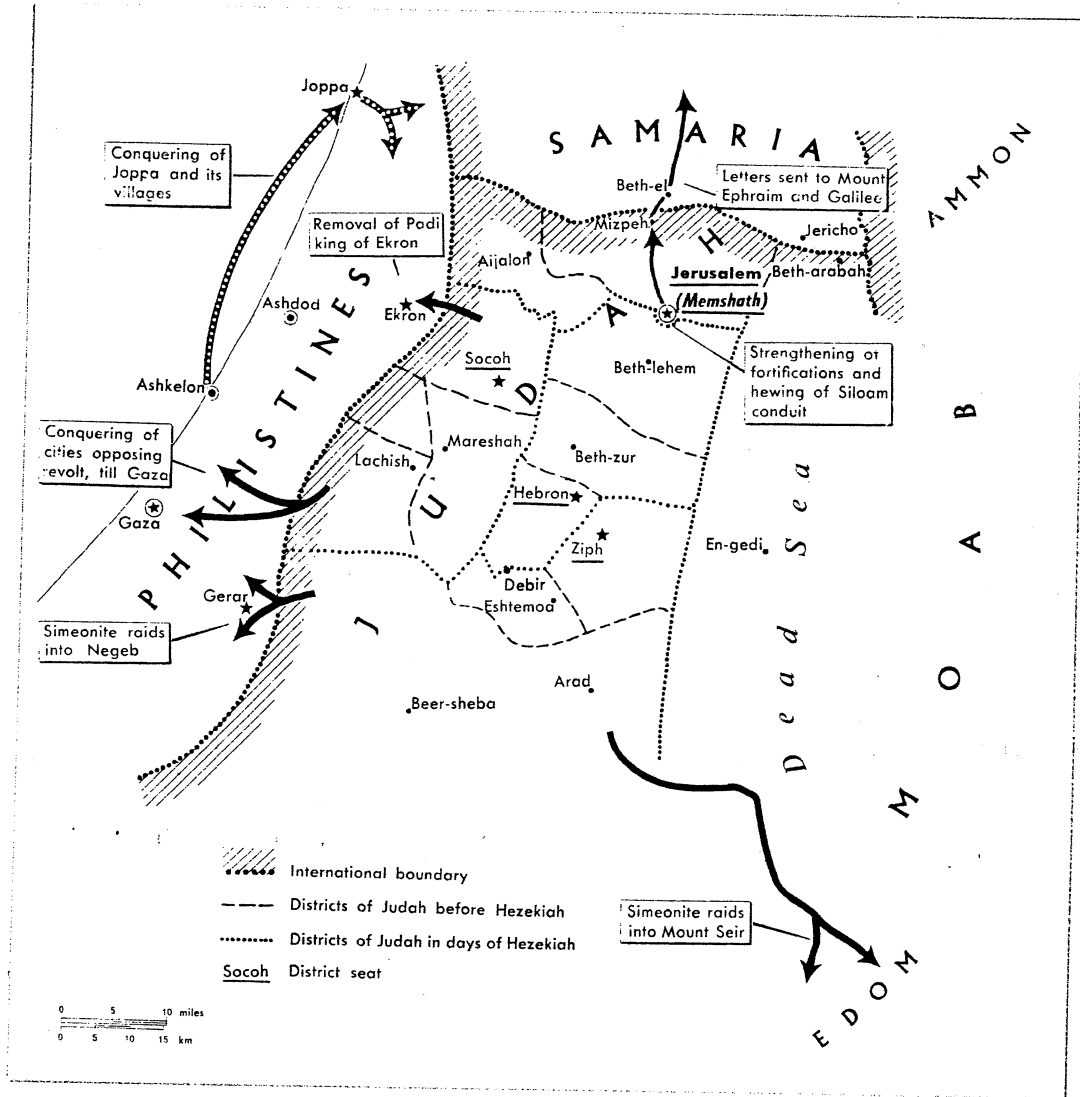 Joppa
SAMARIA
AMMON
Conquering of
Joppa and its
villages
Beth-el
Letters sent to Mount
Ephraim and Galilee
Removal of Padi
king of Ekron
Mizpeh
Jericho
Aijalon
Jerusalem
(Memshath)
Beth-arabah
Ashdod
Ekron
PHILISTINES
JUDAH
Socoh
Beth-lehem
Strengthening of
fortifications and
hewing of Siloam
conduit
Ashkelon
MOAB
Conquering of
cities opposing
revolt, till Gaza
Mareshah
Lachish
Beth-zur
Hebron
Gaza
Ziph
En-gedi
Dead Sea
Debir
Gerar
Eshtemoa
Simeonite raids
into Negeb
Arad
Beer-sheba
International boundary
Districts of Judah before Hezekiah
Districts of Judah in days of Hezekiah
Socoh District seat
Simeonite raids
into Mount Seir
EDOM
0 5 10 miles
0 5 10 15 km